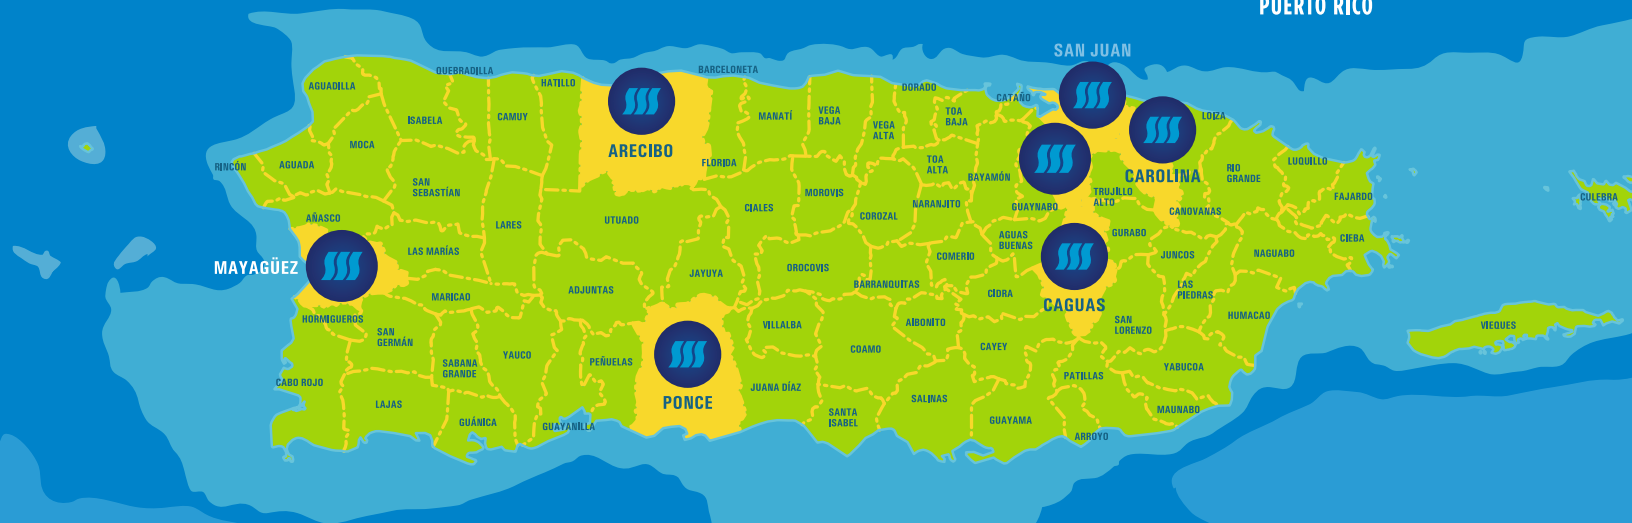 PUERTO RICO
SAN JUAN
QUEBRADILLA
BARCELONETA
AGUADILLA
HATILLO
DORADO
CATAÑO
ISABELA
CAMUY
MANATÍ
VEGA
BAJA
VEGA
ALTA
TOA
BAJA
LOIZA
MOCA
ARECIBO
RINCÓN
AGUADA
FLORIDA
TOA
ALTA
BAYAMÓN
CAROLINA
RIO
GRANDE
LUQUILLO
SAN
SEBASTÍAN
MOROVIS
NARANJITO
GUAYNABO
TRUJILLO
ALTO
CANOVANAS
FAJARDO
CULEBRA
AÑASCO
LARES
UTUADO
CIALES
COROZAL
AGUAS
BUENAS
GURABO
CIEBA
LAS MARÍAS
COMERIO
JUNCOS
NAGUABO
MAYAGÜEZ
JAYUYA
OROCOVIS
BARRANQUITAS
CIDRA
CAGUAS
LAS
PIEDRAS
MARICAO
ADJUNTAS
HORMIGUEROS
SAN
GERMÁN
VILLALBA
AIBONITO
SAN
LORENZO
HUMACAO
VIEQUES
SABANA
GRANDE
YAUCO
PEÑUELAS
COAMO
CAYEY
PATILLAS
YABUCOA
CABO ROJO
LAJAS
PONCE
JUANA DÍAZ
SALINAS
MAUNABO
GUÁNICA
GUAYANILLA
SANTA
ISABEL
GUAYAMA
ARROYO